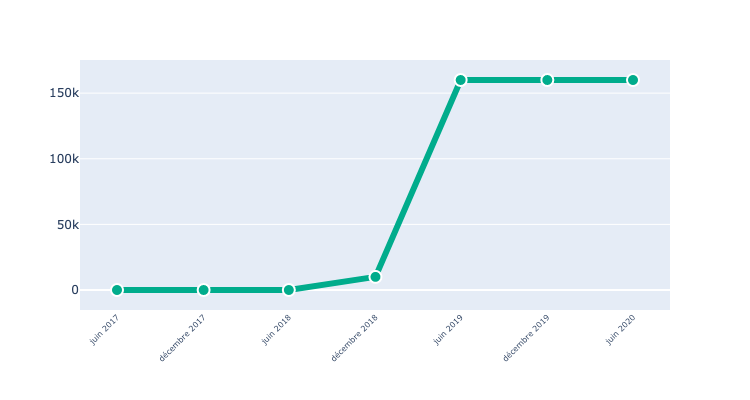 150k
100k
50k
0
juin 2017
décembre 2017
juin 2018
décembre 2018
juin 2019
décembre 2019
juin 2020